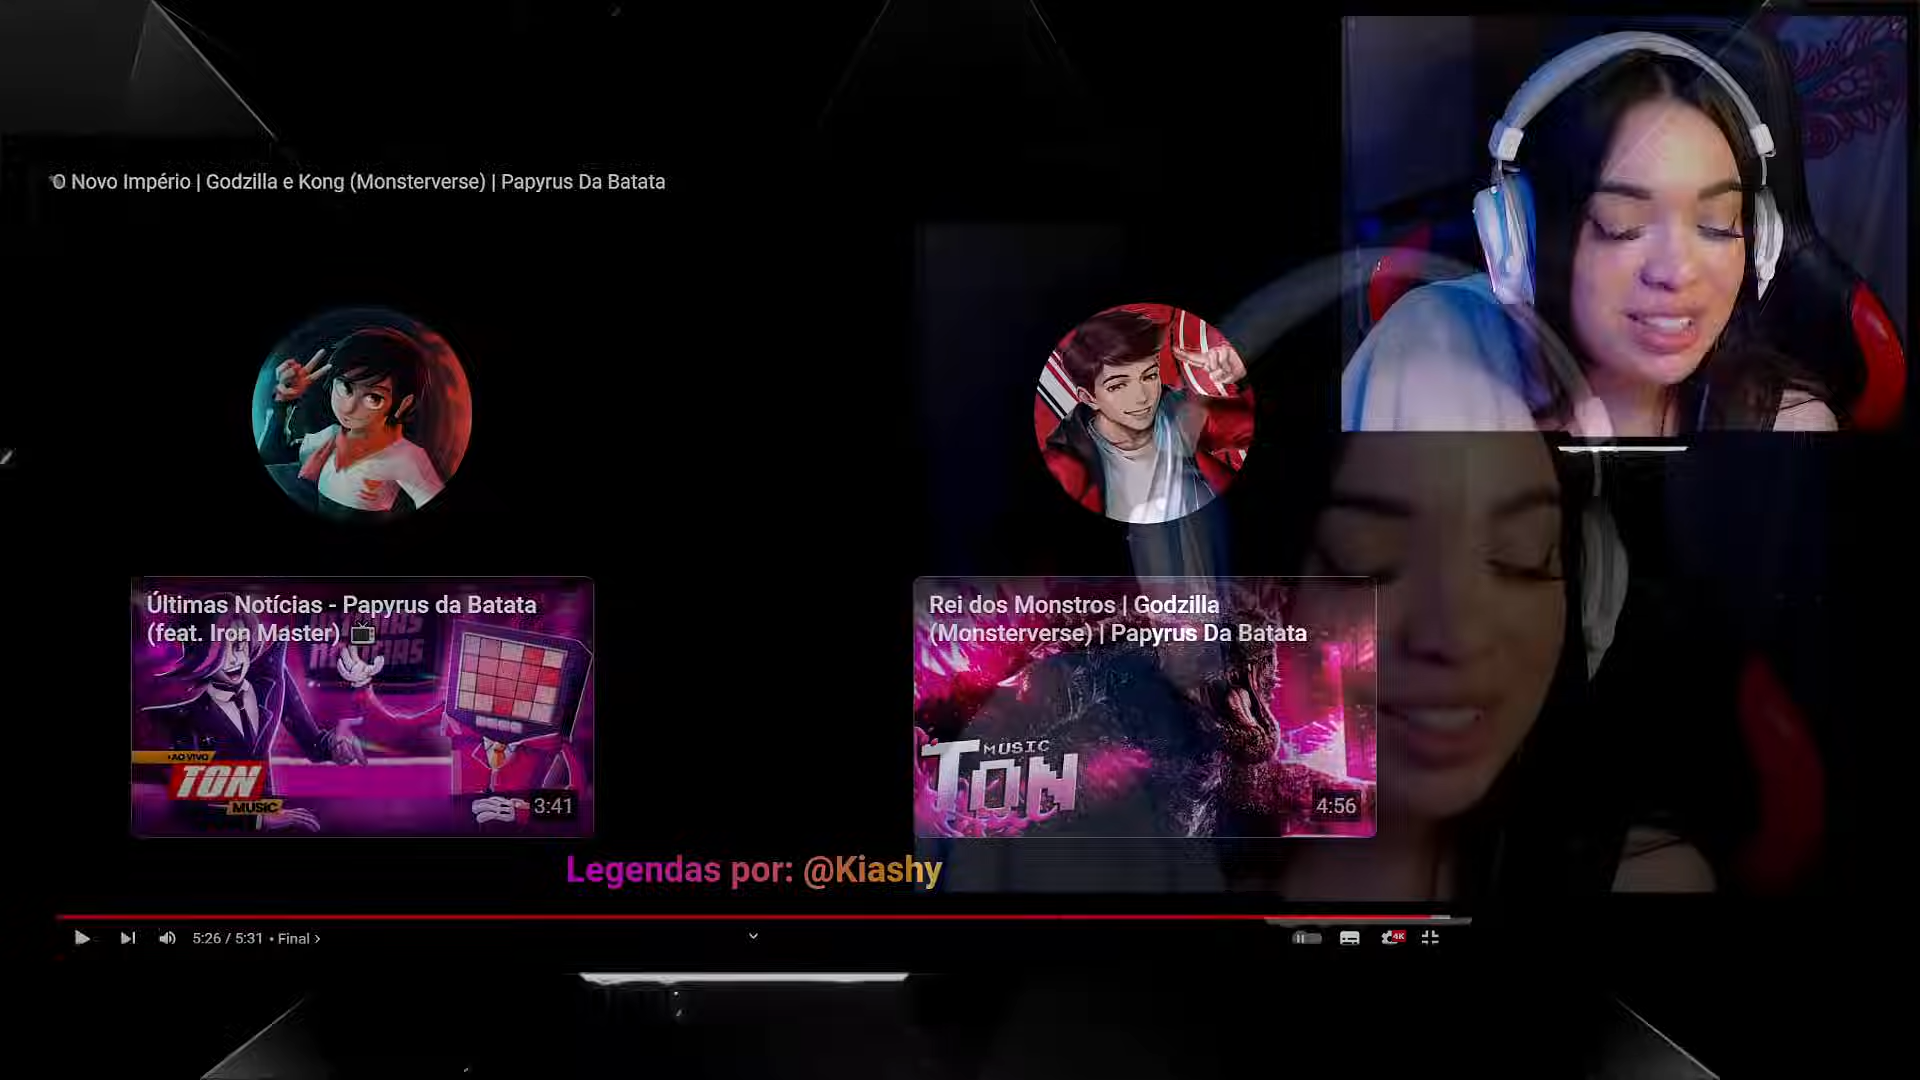 O Novo Império | Godzilla e Kong (Monsterverse) | Papyrus Da Batata
Últimas Notícias - Papyrus da Batata
(feat. Iron Master) 📺
NOTÍCIAS
AO VIVO
TON
MUSIC
3:41
Rei dos Monstros | Godzilla
(Monsterverse) | Papyrus Da Batata
MUSIC
TON
4:56
Legendas por: @Kiashy
5:26 / 5:31 • Final ›
4K